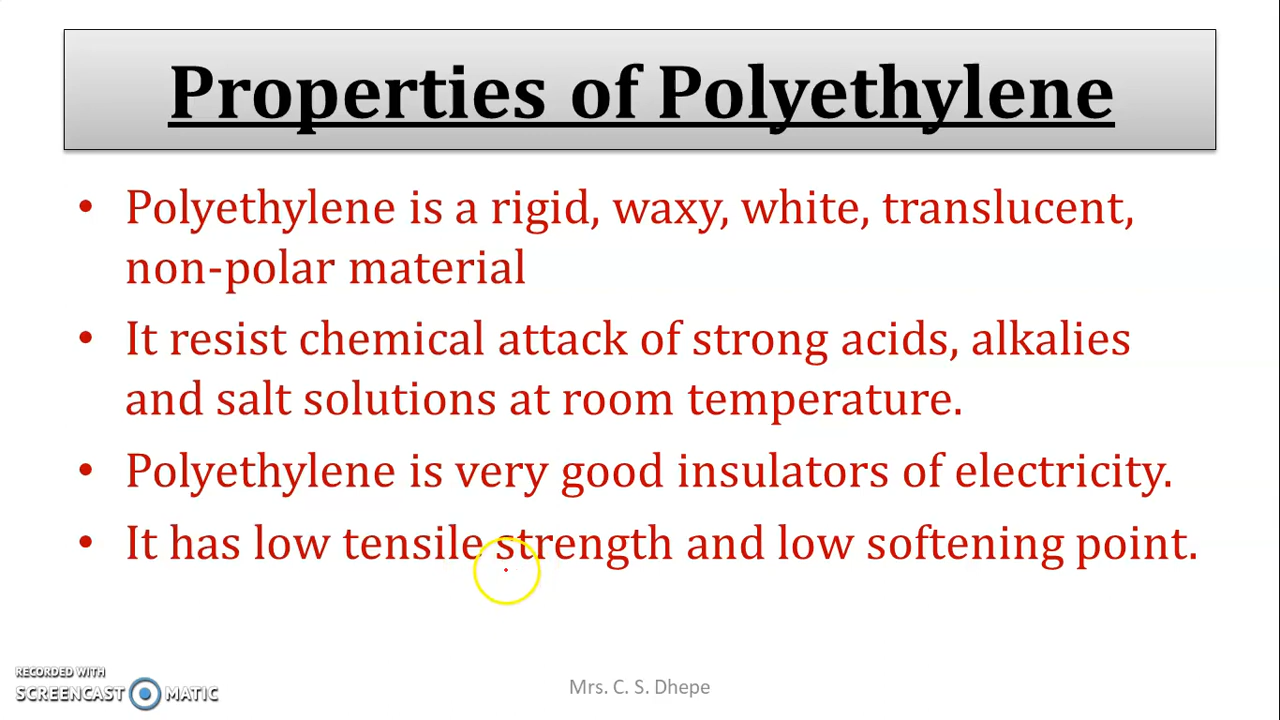 Properties of Polyethylene
• Polyethylene is a rigid, waxy, white, translucent,
non-polar material
• It resist chemical attack of strong acids, alkalies
and salt solutions at room temperature.
• Polyethylene is very good insulators of electricity.
• It has low tensile strength and low softening point.
RECORDED WITH
SCREENCAST MATIC
Mrs. C. S. Dhepe